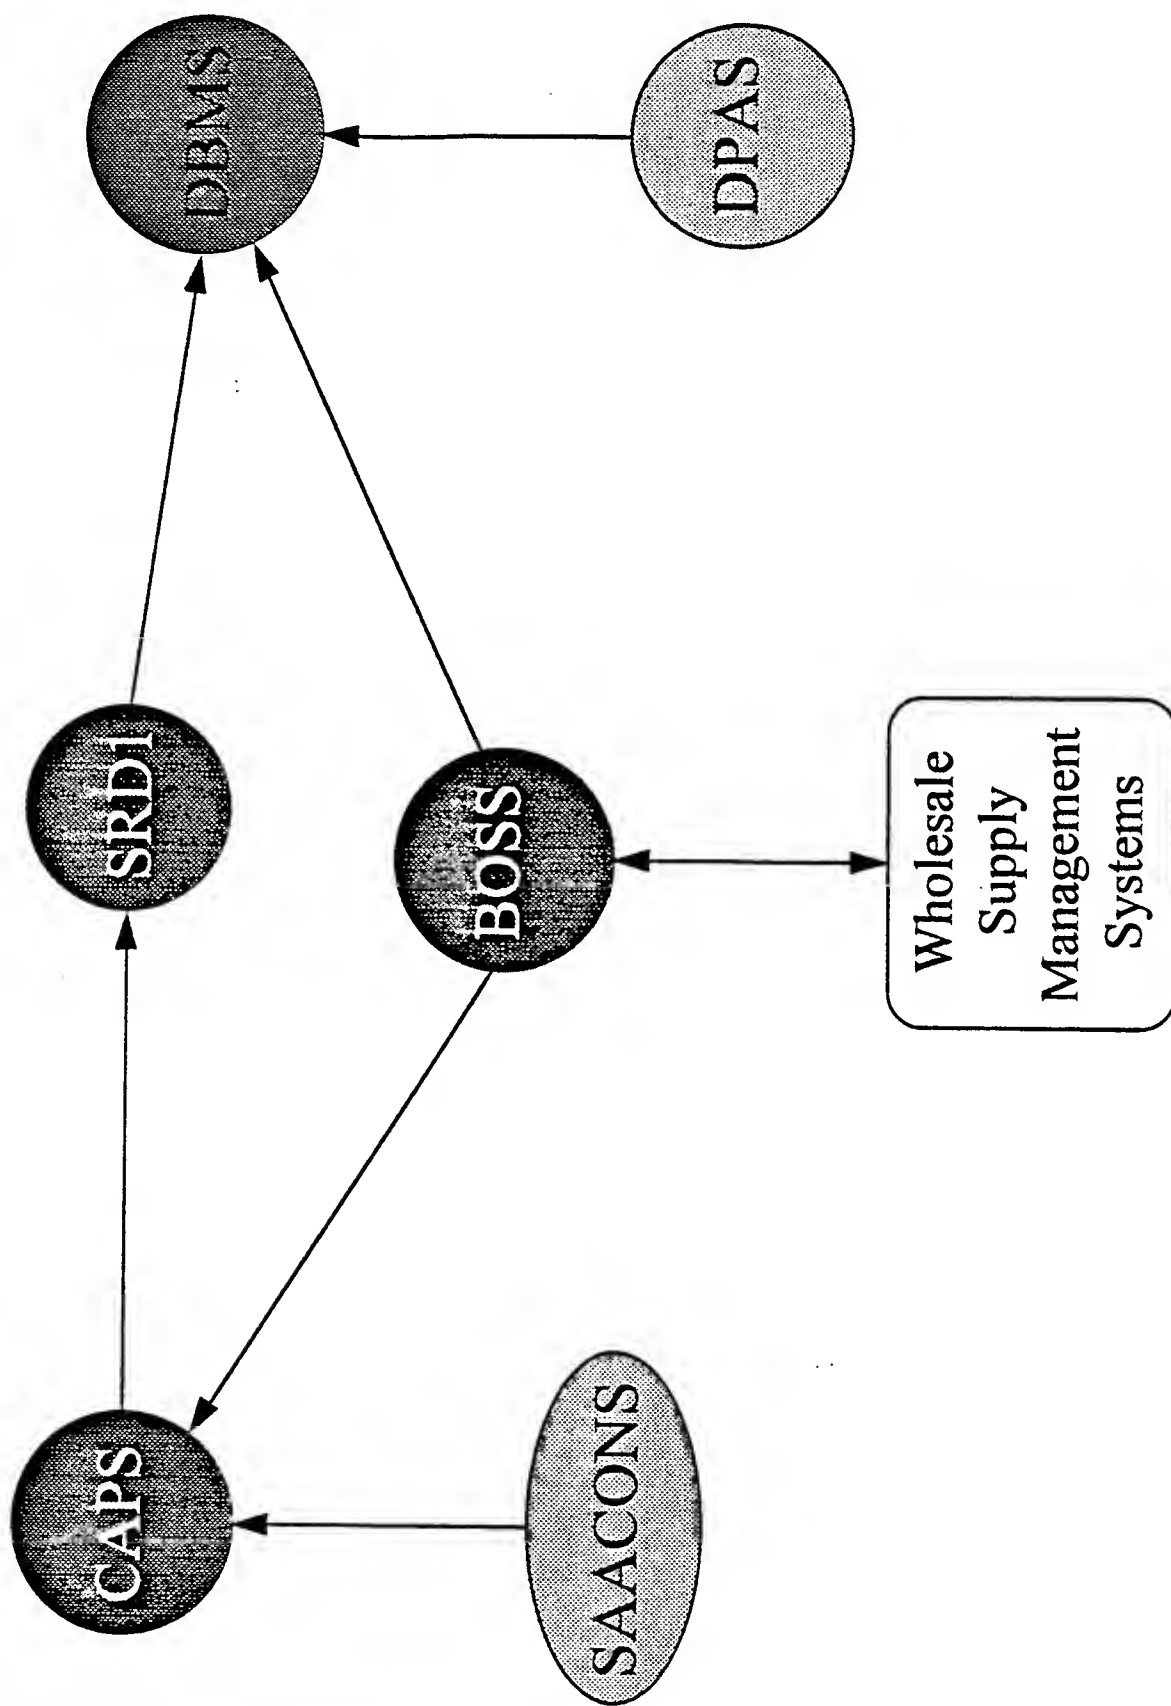 CAPS
SRD1
DBMS
BOSS
SAACONS
DPAS
Wholesale
Supply
Management
Systems